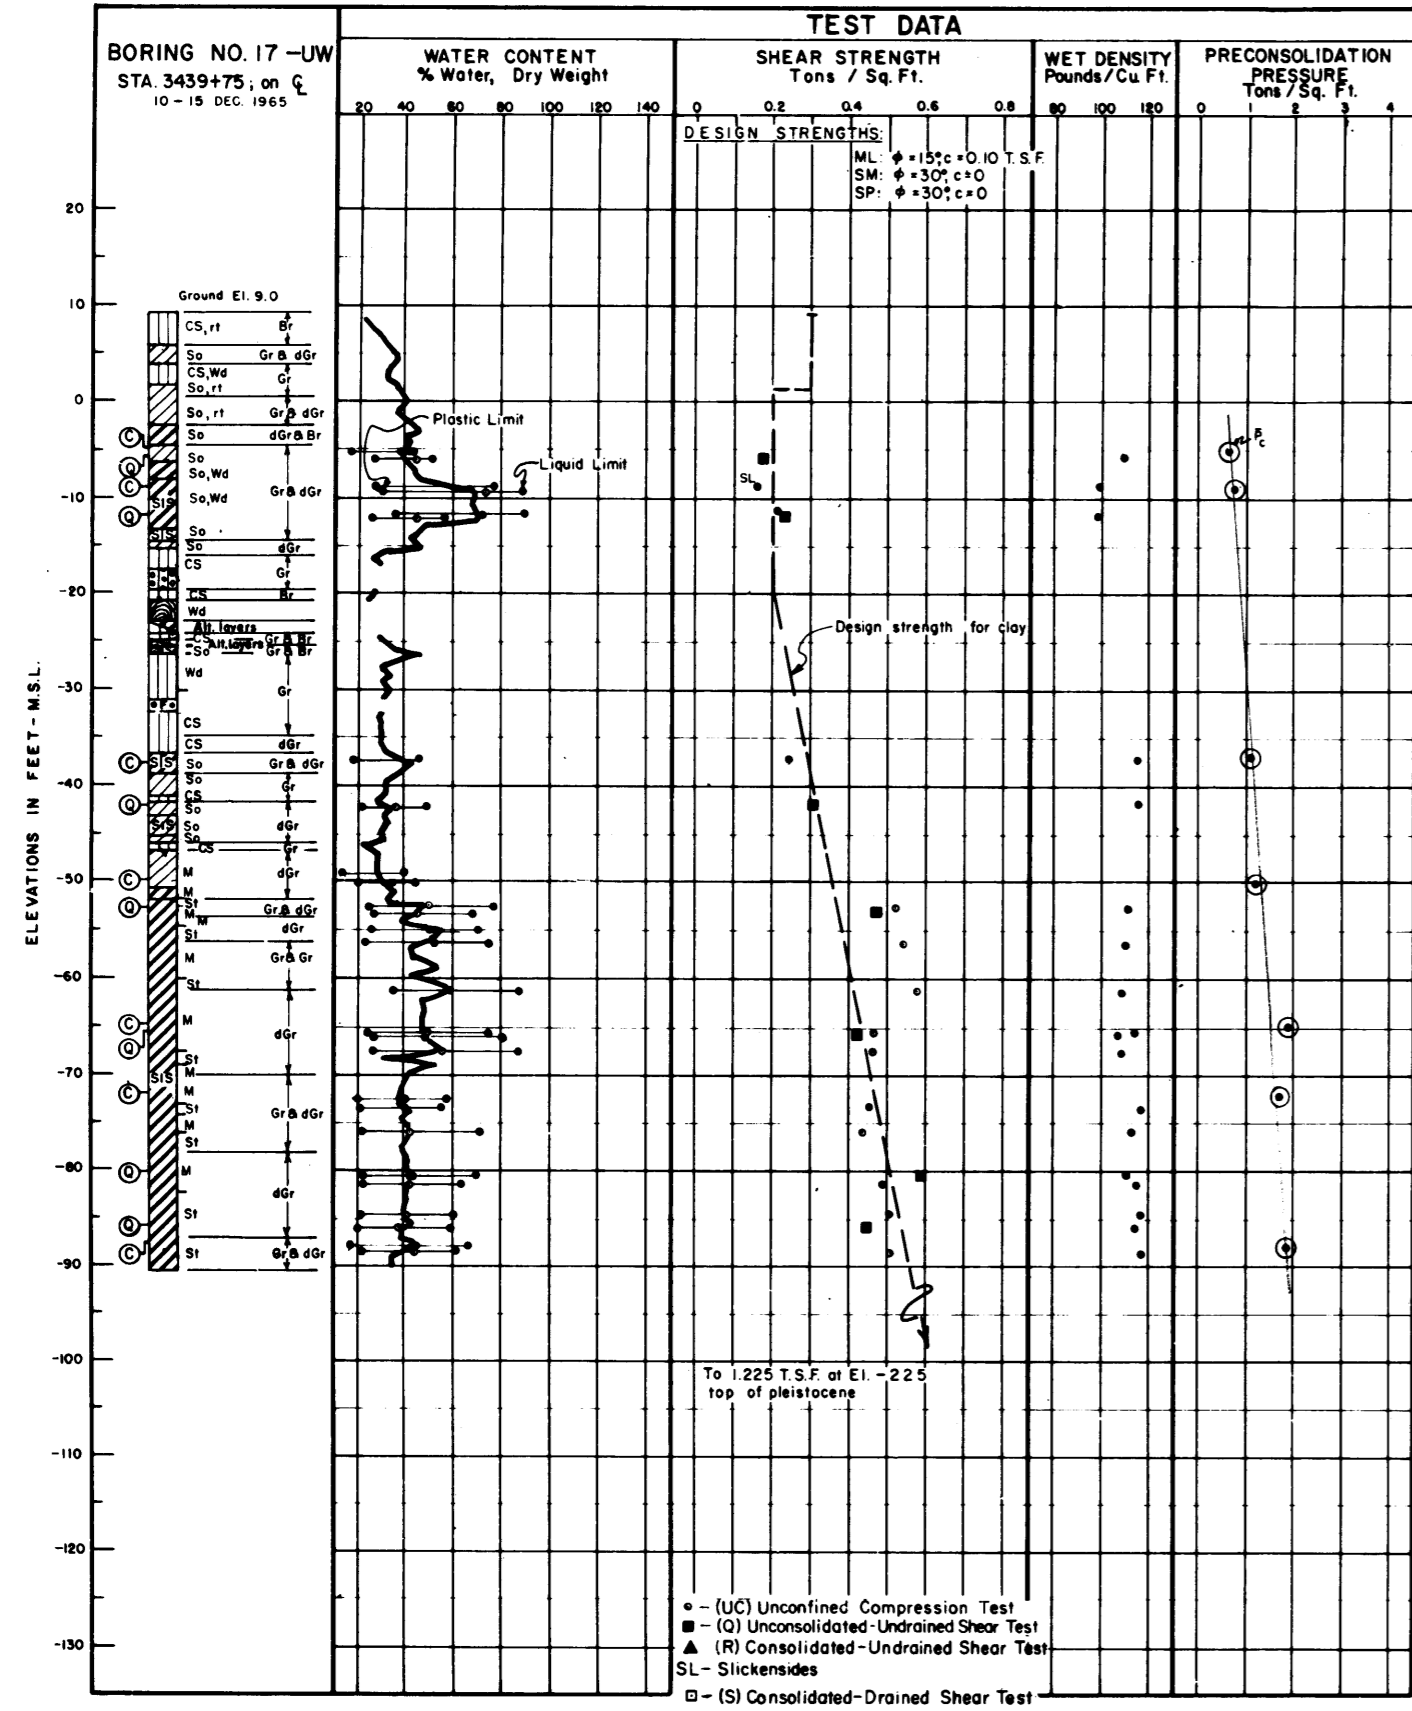 TEST DATA
BORING NO. 17 -UW
STA. 3439+75; on ℄
10 - 15 DEC. 1965
WATER CONTENT
% Water, Dry Weight
20 40 60 80 100 120 140
SHEAR STRENGTH
Tons / Sq. Ft.
0 0.2 0.4 0.6 0.8
WET DENSITY
Pounds/Cu. Ft.
80 100 120
PRECONSOLIDATION
PRESSURE
Tons / Sq. Ft.
0 1 2 3 4
DESIGN STRENGTHS:
ML: ϕ = 15°, c = 0.10 T. S. F.
SM: ϕ = 30°, c = 0
SP: ϕ = 30°, c = 0
ELEVATIONS IN FEET - M.S.L.
20
10
0
-10
-20
-30
-40
-50
-60
-70
-80
-90
-100
-110
-120
-130
Ground El. 9.0
CS, rt Br
So Gr & dGr
CS, Wd Gr
So, rt
So, rt Gr & dGr
C So dGr & Br
So
Q So, Wd
C So, Wd Gr & dGr
SIS
Q
SIS So
So dGr
CS Gr
CS Br
Wd
Alt. layers
CS Gr & Br
Alt. layers
So Gr & Br
Wd Gr
CS
CS dGr
C SIS So Gr & dGr
So Gr
CS
Q So
SIS So dGr
So
CS Gr
C M dGr
M
Q St Gr & dGr
M
M dGr
St
M Gr & Gr
St
C M dGr
Q
St
SIS M
C M
St Gr & dGr
M
St
Q M dGr
St
Q
C St Gr & dGr
Plastic Limit
Liquid Limit
SL
P̄c
Design strength for clay
To 1.225 T.S.F. at El. -225
top of pleistocene
- (UC) Unconfined Compression Test
- (Q) Unconsolidated-Undrained Shear Test
(R) Consolidated-Undrained Shear Test
SL- Slickensides
- (S) Consolidated-Drained Shear Test